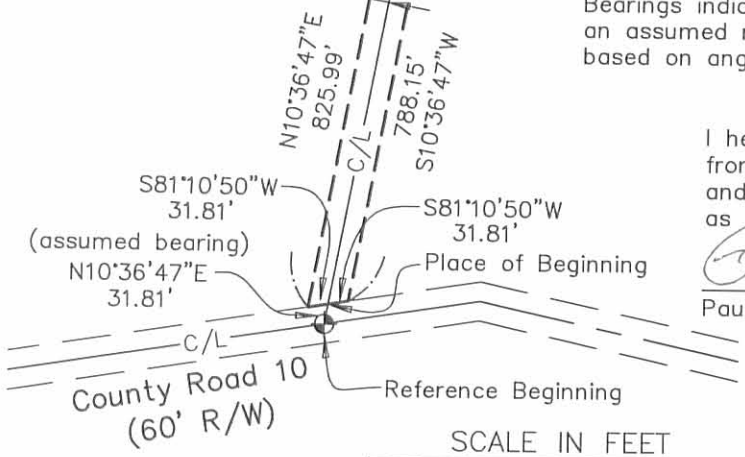 Bearings indic
an assumed
based on ang
N10°36'47"E
825.99'
788.15'
S10°36'47"W
C/L
I he
from
and
as
S81°10'50"W
31.81'
S81°10'50"W
31.81'
(assumed bearing)
N10°36'47"E
31.81'
Place of Beginning
Pau
C/L
County Road 10
(60' R/W)
Reference Beginning
SCALE IN FEET